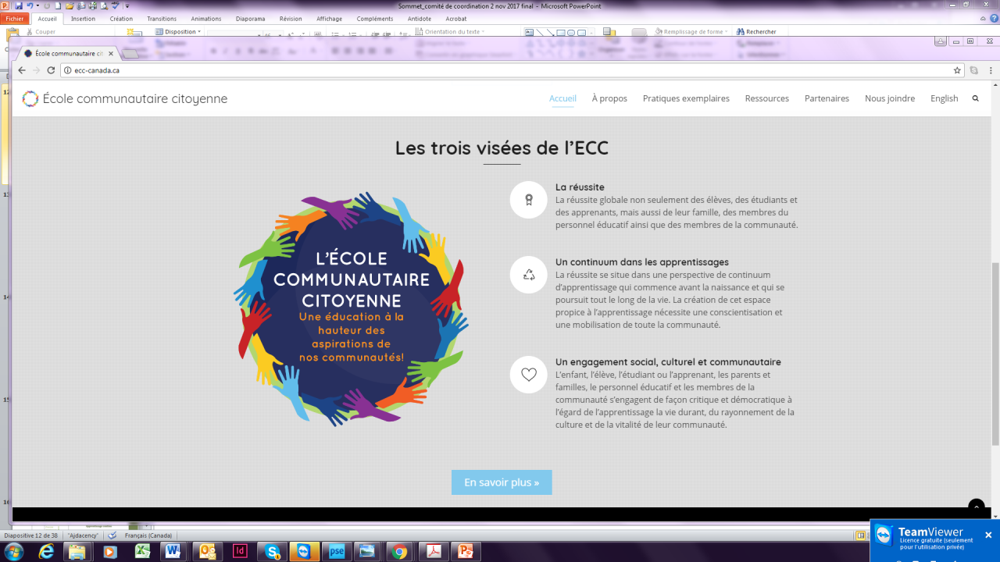 Sommet_comité de coordination 2 nov 2017 final - Microsoft PowerPoint
Fichier Accueil Insertion Création Transitions Animations Diaporama Révision Affichage Compléments Antidote Acrobat
Couper Disposition Orientation du texte Remplissage de forme Rechercher
École communautaire cit
ecc-canada.ca
École communautaire citoyenne
Accueil À propos Pratiques exemplaires Ressources Partenaires Nous joindre English
Les trois visées de l'ECC
L'ÉCOLE
COMMUNAUTAIRE
CITOYENNE
Une éducation à la
hauteur des
aspirations de
nos communautés!
La réussite
La réussite globale non seulement des élèves, des étudiants et
des apprenants, mais aussi de leur famille, des membres du
personnel éducatif ainsi que des membres de la communauté.
Un continuum dans les apprentissages
La réussite se situe dans une perspective de continuum
d'apprentissage qui commence avant la naissance et qui se
poursuit tout le long de la vie. La création de cet espace
propice à l'apprentissage nécessite une conscientisation et
une mobilisation de toute la communauté.
Un engagement social, culturel et communautaire
L'enfant, l'élève, l'étudiant ou l'apprenant, les parents et
familles, le personnel éducatif et les membres de la
communauté s'engagent de façon critique et démocratique à
l'égard de l'apprentissage la vie durant, du rayonnement de la
culture et de la vitalité de leur communauté.
En savoir plus »
Diapositive 12 de 38 "Ajdacency" Français (Canada)
TeamViewer
Licence gratuite (seulement
pour l'utilisation privée)
pse